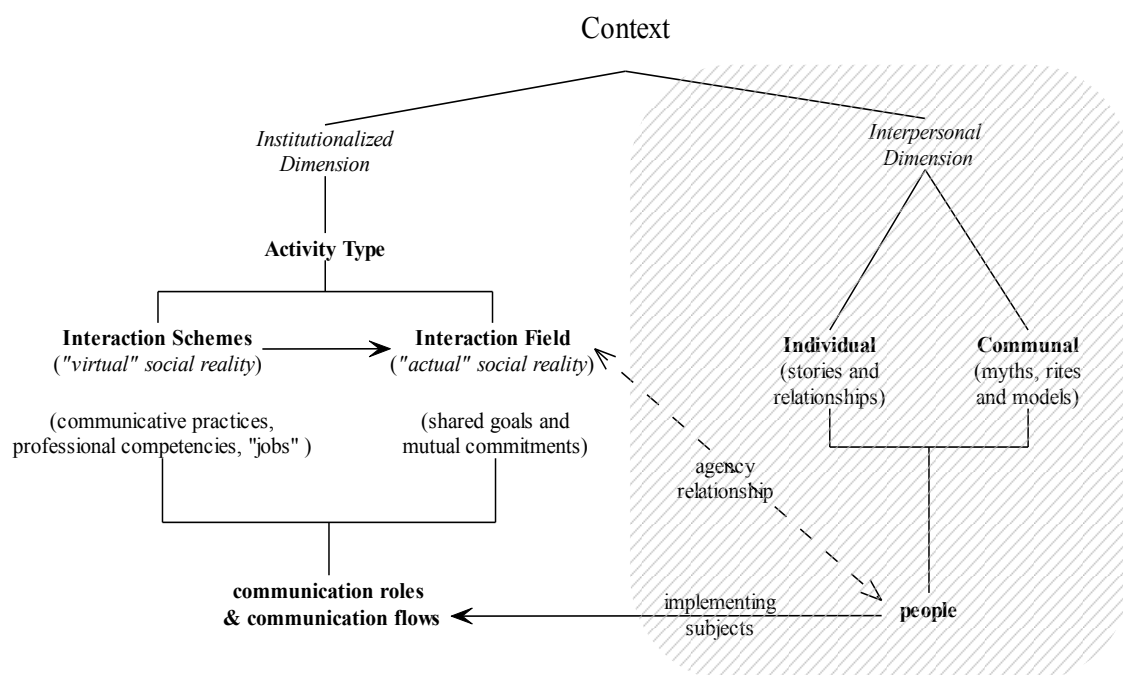 Context
Institutionalized
Dimension
Interpersonal
Dimension
Activity Type
Interaction Schemes
("virtual" social reality)
Interaction Field
("actual" social reality)
Individual
(stories and
relationships)
Communal
(myths, rites
and models)
(communicative practices,
professional competencies, "jobs" )
(shared goals and
mutual commitments)
agency
relationship
communication roles
& communication flows
implementing
subjects
people